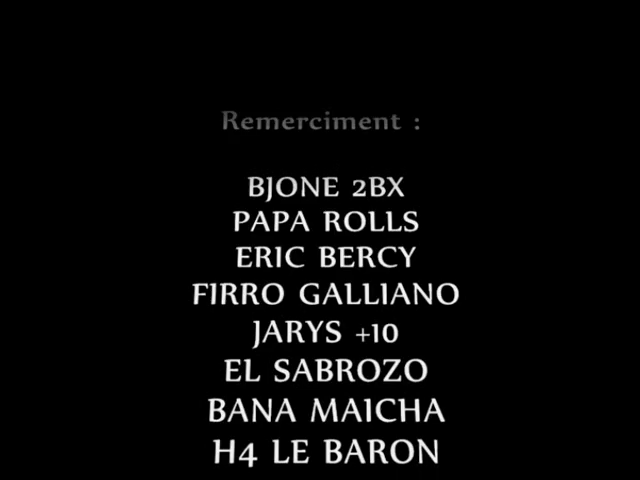 Remerciment :
BJONE 2BX
PAPA ROLLS
ERIC BERCY
FIRRO GALLIANO
JARYS +10
EL SABROZO
BANA MAICHA
H4 LE BARON